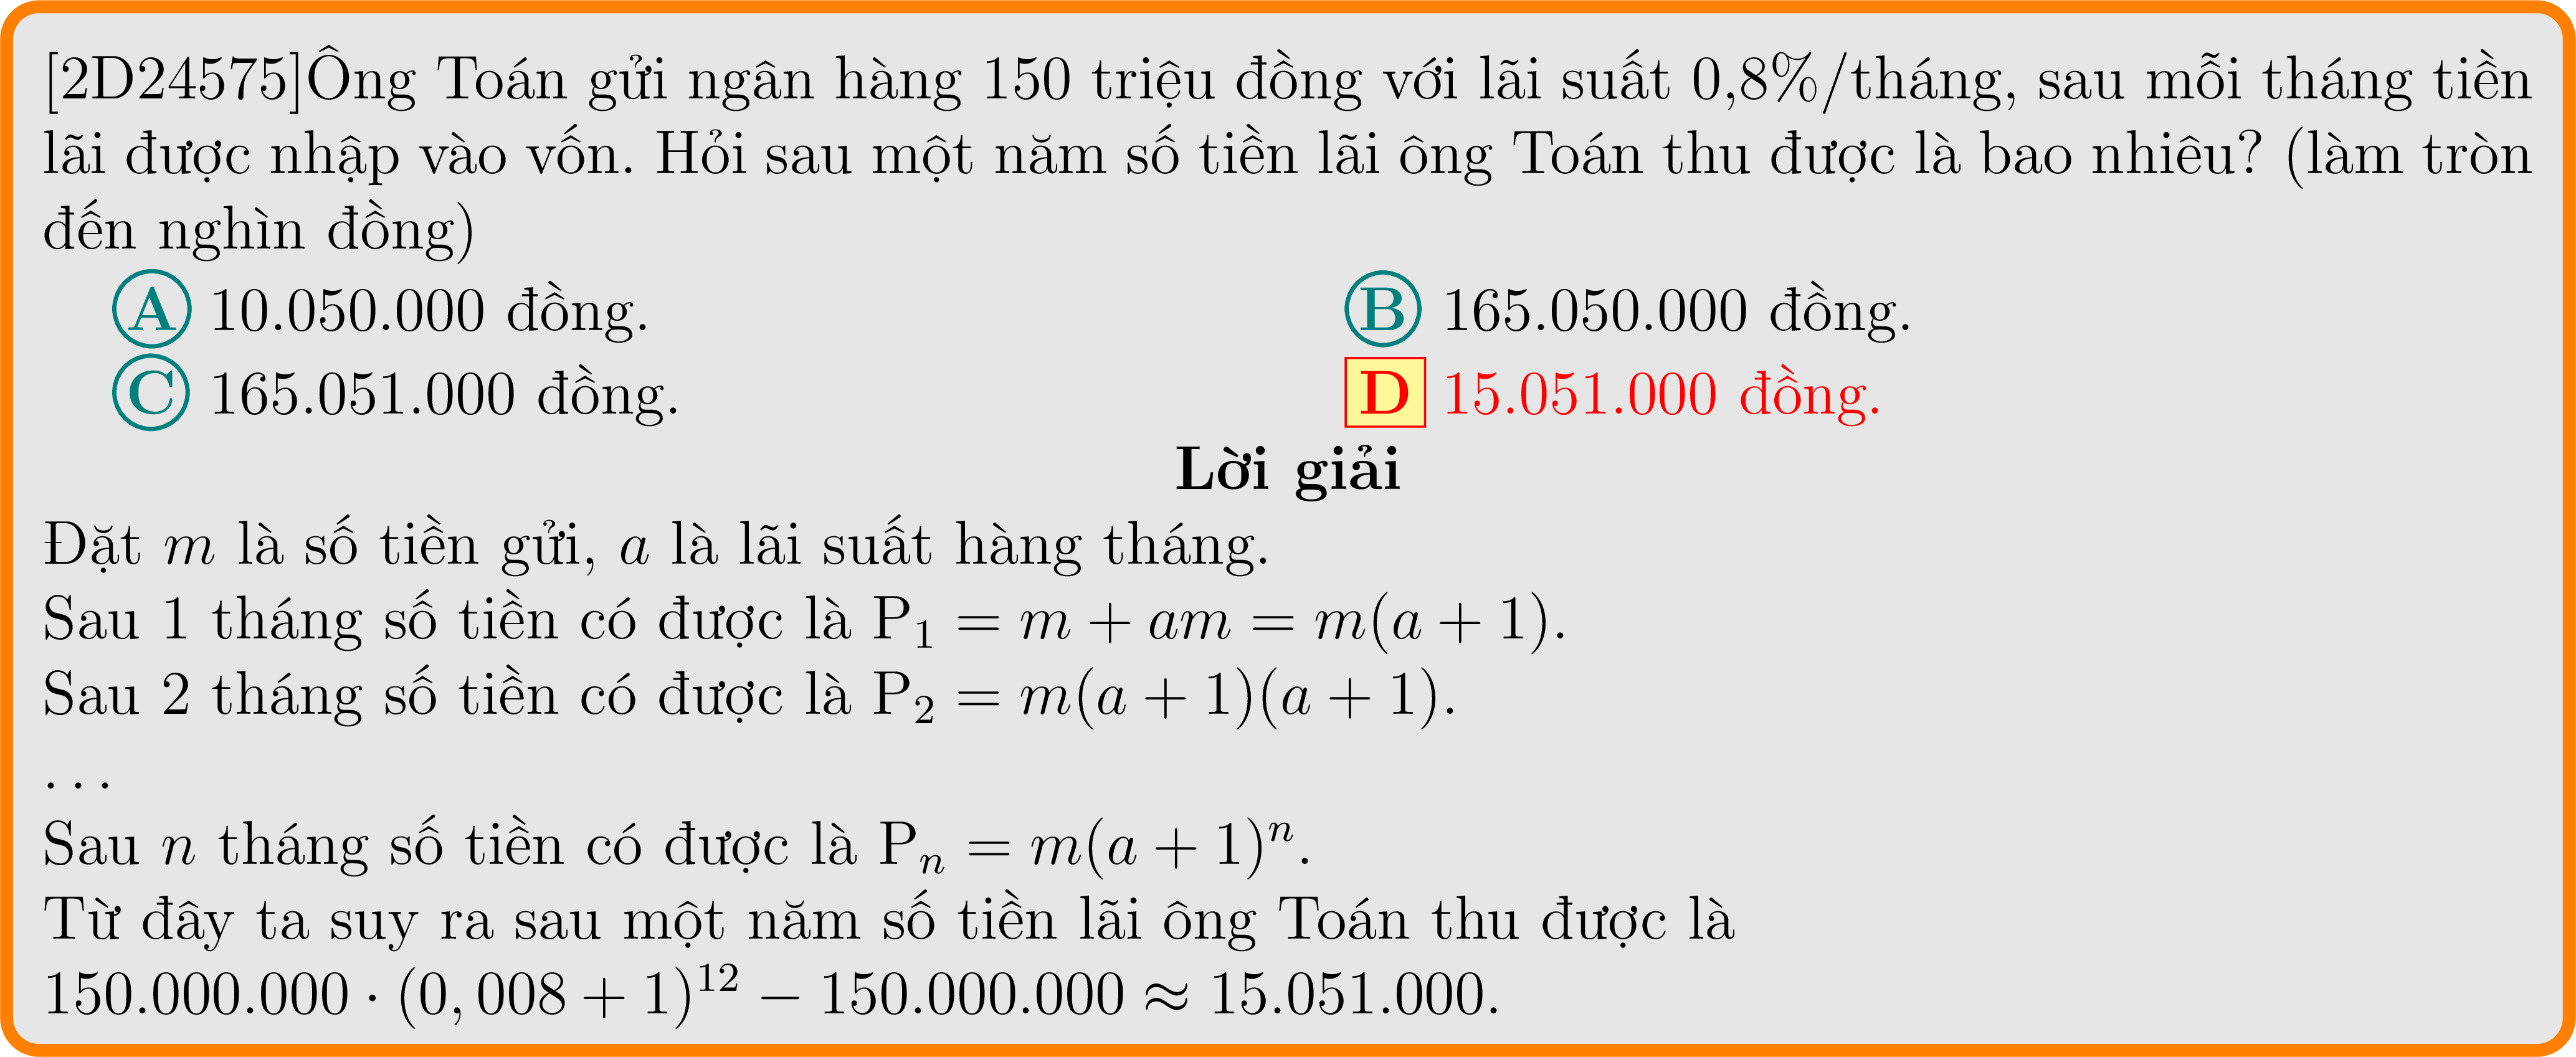 [2D24575]Ông Toán gửi ngân hàng 150 triệu đồng với lãi suất 0,8%/tháng, sau mỗi tháng tiền
lãi được nhập vào vốn. Hỏi sau một năm số tiền lãi ông Toán thu được là bao nhiêu? (làm tròn
đến nghìn đồng)
A 10.050.000 đồng. B 165.050.000 đồng.
C 165.051.000 đồng. D 15.051.000 đồng.
Lời giải
Đặt m là số tiền gửi, a là lãi suất hàng tháng.
Sau 1 tháng số tiền có được là P₁ = m + am = m(a + 1).
Sau 2 tháng số tiền có được là P₂ = m(a + 1)(a + 1).
...
Sau n tháng số tiền có được là Pₙ = m(a + 1)ⁿ.
Từ đây ta suy ra sau một năm số tiền lãi ông Toán thu được là
150.000.000 · (0, 008 + 1)¹² − 150.000.000 ≈ 15.051.000.